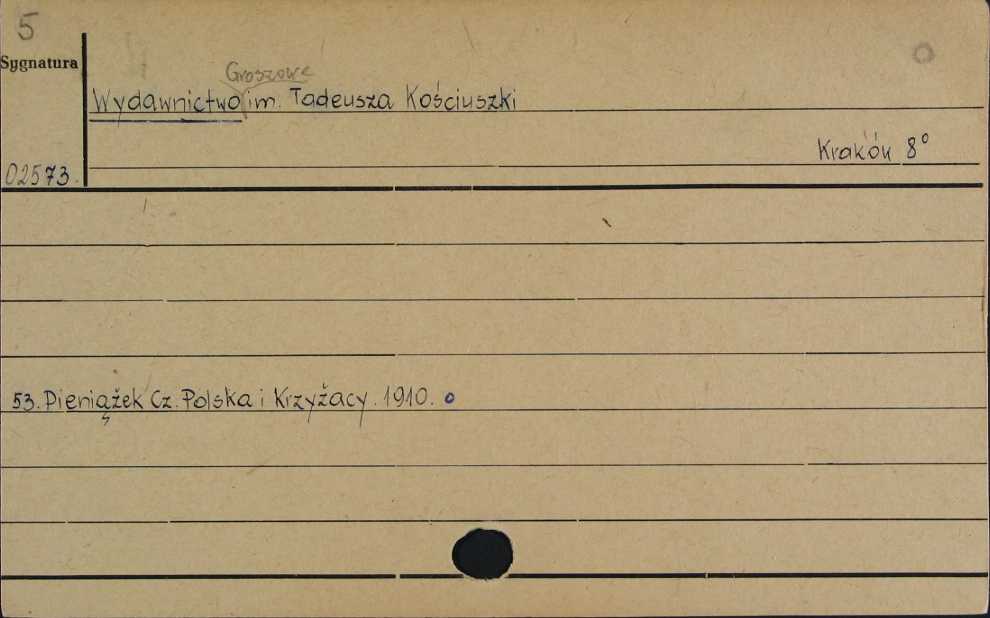 5
Sygnatura
Groszowe
Wydawnictwo im. Tadeusza Kościuszki
Kraków 8°
02573.
53. Pieniążek Cz. Polska i Krzyżacy. 1910. o